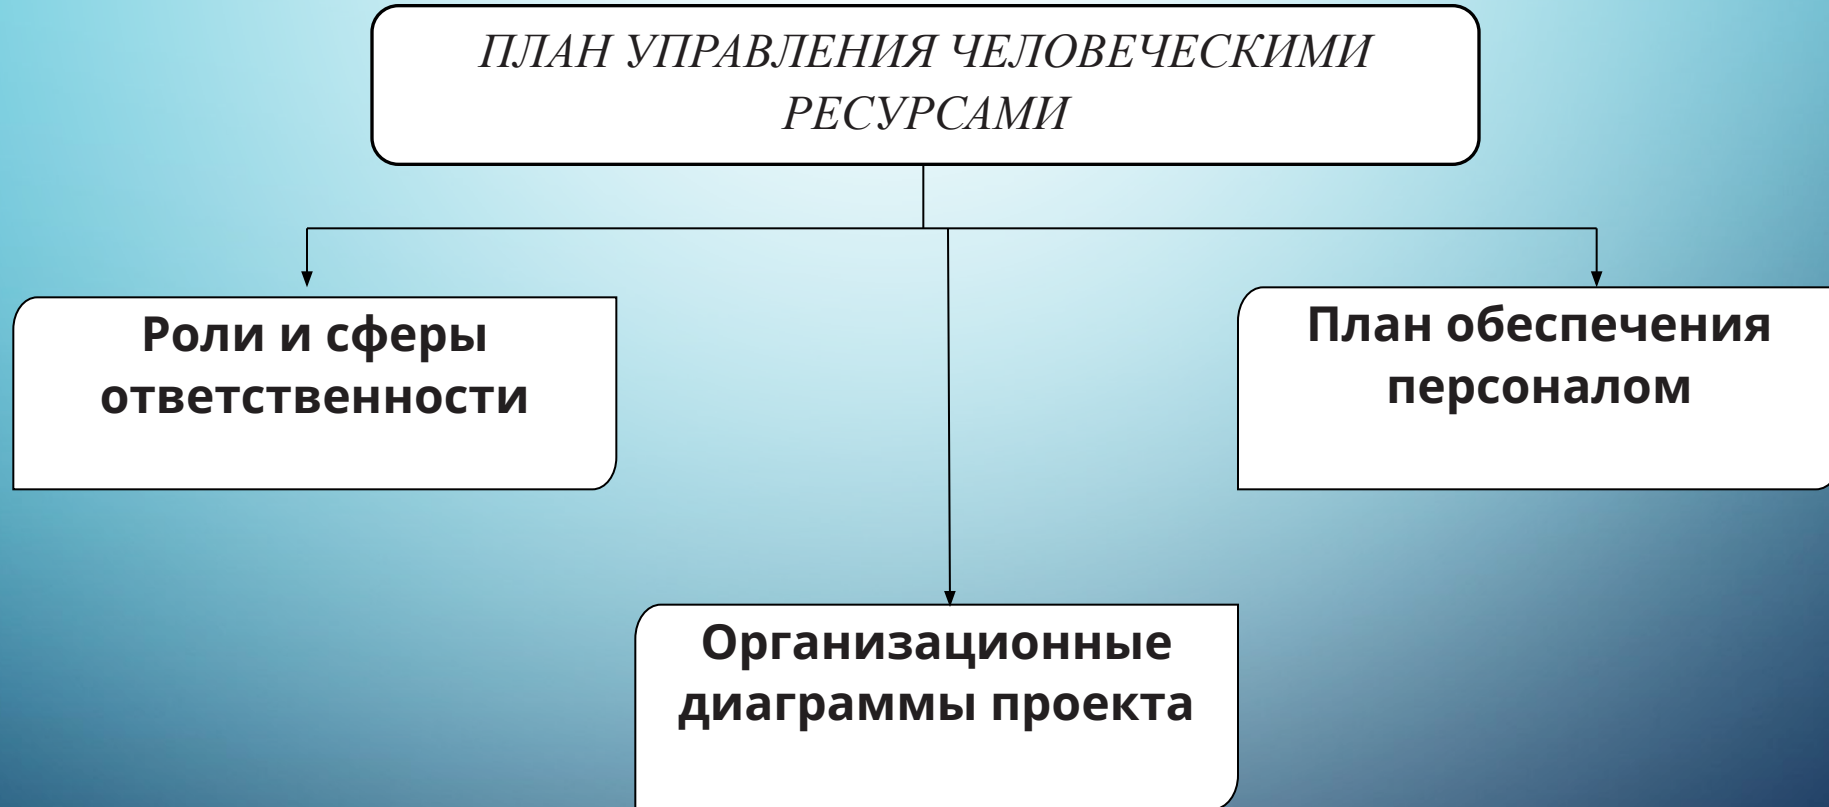 ПЛАН УПРАВЛЕНИЯ ЧЕЛОВЕЧЕСКИМИ
РЕСУРСАМИ
Роли и сферы
ответственности
План обеспечения
персоналом
Организационные
диаграммы проекта